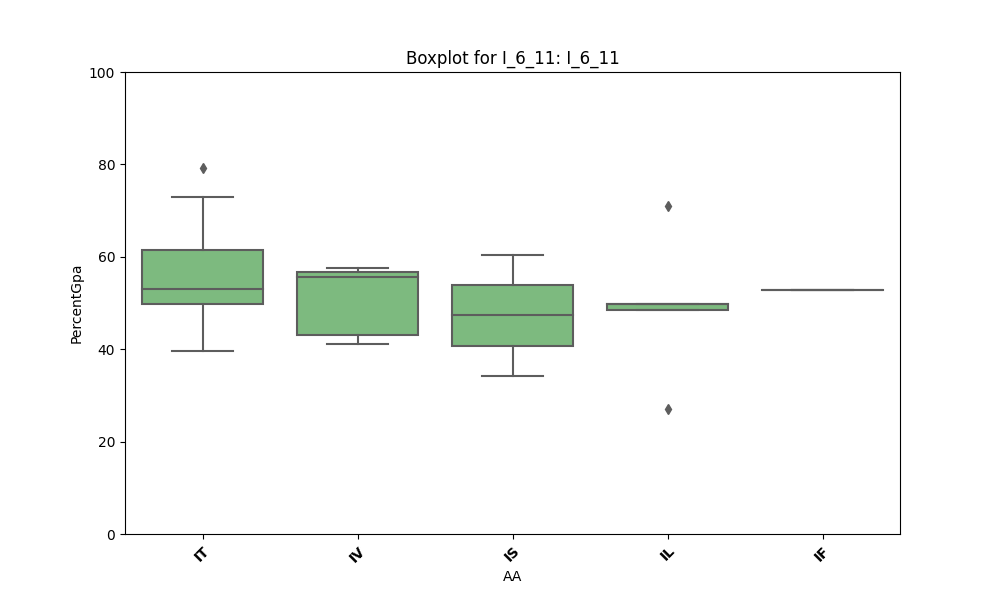 Boxplot for I_6_11: I_6_11
100
80
60
40
20
0
PercentGpa
IT
IV
IS
IL
IF
AA